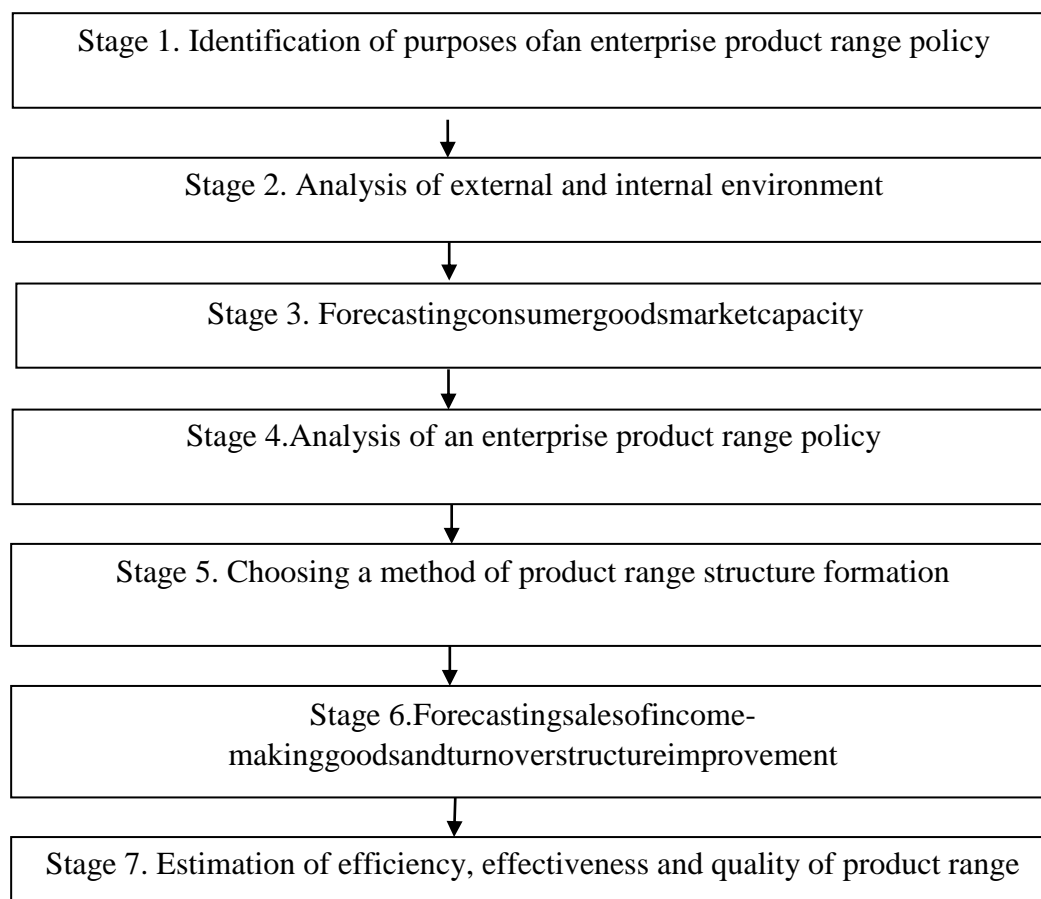 Stage 1. Identification of purposes ofan enterprise product range policy
Stage 2. Analysis of external and internal environment
Stage 3. Forecastingconsumergoodsmarketcapacity
Stage 4.Analysis of an enterprise product range policy
Stage 5. Choosing a method of product range structure formation
Stage 6.Forecastingsalesofincome-
makinggoodsandturnoverstructureimprovement
Stage 7. Estimation of efficiency, effectiveness and quality of product range